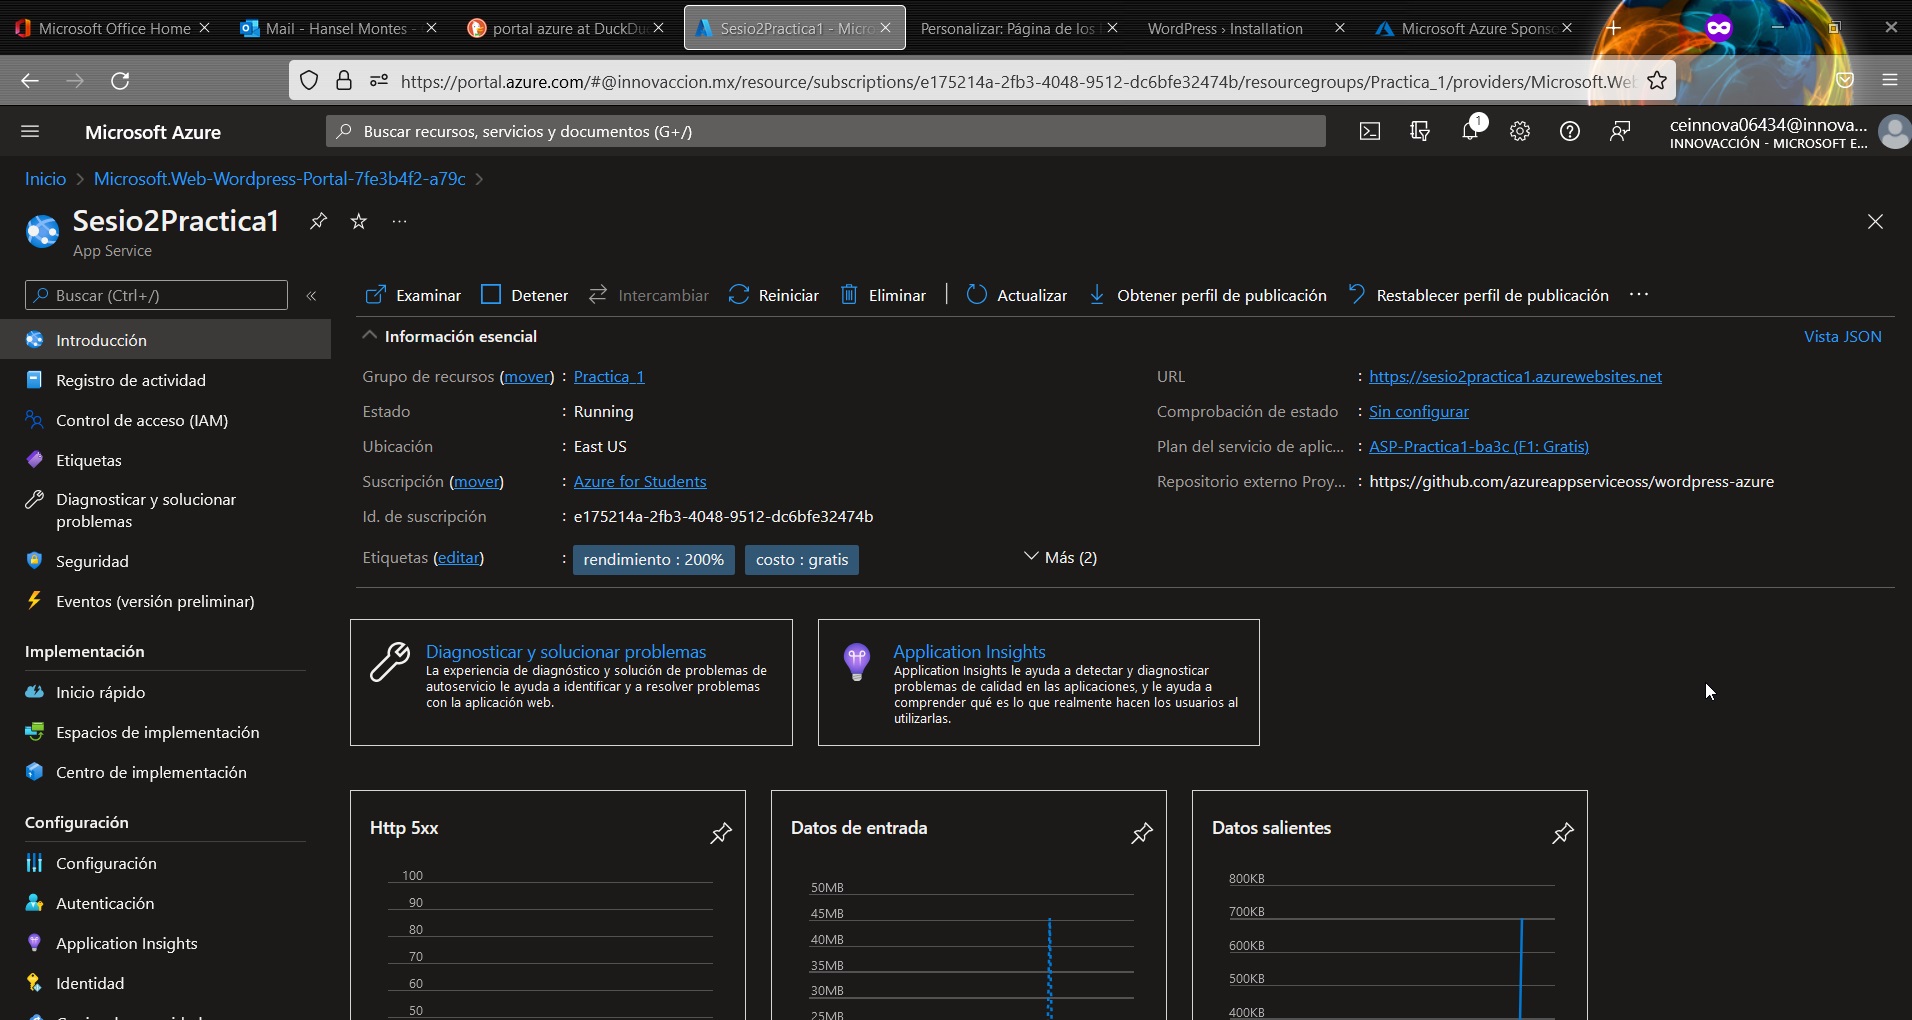 Microsoft Office Home
Mail - Hansel Montes -
portal azure at DuckDu
Sesio2Practica1 - Micro
Personalizar: Página de los
WordPress › Installation
Microsoft Azure Spons
https://portal.azure.com/#@innovaccion.mx/resource/subscriptions/e175214a-2fb3-4048-9512-dc6bfe32474b/resourcegroups/Practica_1/providers/Microsoft.Web
Microsoft Azure
Buscar recursos, servicios y documentos (G+/)
1
ceinnova06434@innova...
INNOVACCIÓN - MICROSOFT E...
Inicio > Microsoft.Web-Wordpress-Portal-7fe3b4f2-a79c >
Sesio2Practica1
...
App Service
Buscar (Ctrl+/)
«
Introducción
Registro de actividad
Control de acceso (IAM)
Etiquetas
Diagnosticar y solucionar
problemas
Seguridad
Eventos (versión preliminar)
Implementación
Inicio rápido
Espacios de implementación
Centro de implementación
Configuración
Configuración
Autenticación
Application Insights
Identidad
Examinar Detener Intercambiar Reiniciar Eliminar Actualizar Obtener perfil de publicación Restablecer perfil de publicación ...
Información esencial
Vista JSON
Grupo de recursos (mover) : Practica_1
Estado : Running
Ubicación : East US
Suscripción (mover) : Azure for Students
Id. de suscripción : e175214a-2fb3-4048-9512-dc6bfe32474b
Etiquetas (editar) : rendimiento : 200% costo : gratis Más (2)
URL : https://sesio2practica1.azurewebsites.net
Comprobación de estado : Sin configurar
Plan del servicio de aplic... : ASP-Practica1-ba3c (F1: Gratis)
Repositorio externo Proy... : https://github.com/azureappserviceoss/wordpress-azure
Diagnosticar y solucionar problemas
La experiencia de diagnóstico y solución de problemas de
autoservicio le ayuda a identificar y a resolver problemas
con la aplicación web.
Application Insights
Application Insights le ayuda a detectar y diagnosticar
problemas de calidad en las aplicaciones, y le ayuda a
comprender qué es lo que realmente hacen los usuarios al
utilizarlas.
Http 5xx
100
90
80
70
60
50
Datos de entrada
50MB
45MB
40MB
35MB
30MB
25MB
Datos salientes
800KB
700KB
600KB
500KB
400KB